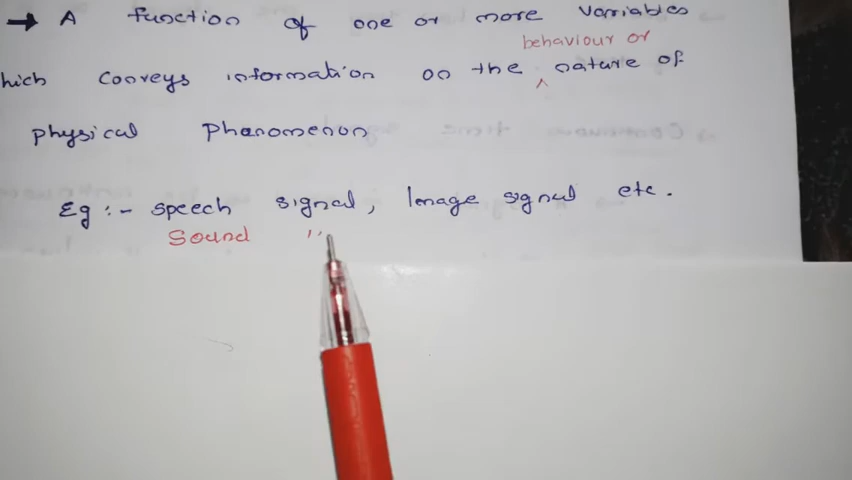 → A function of one or more variables
behaviour or
hich conveys information on the ^ nature of
physical Phenomenon
Eg :- speech signal, Image signal etc.
Sound ''